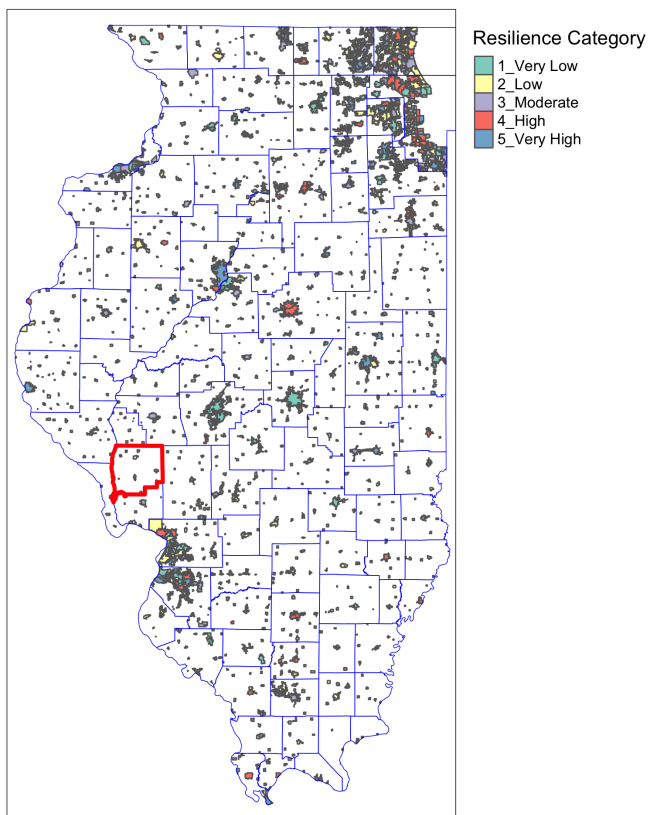 Resilience Category
1_Very Low
2_Low
3_Moderate
4_High
5_Very High